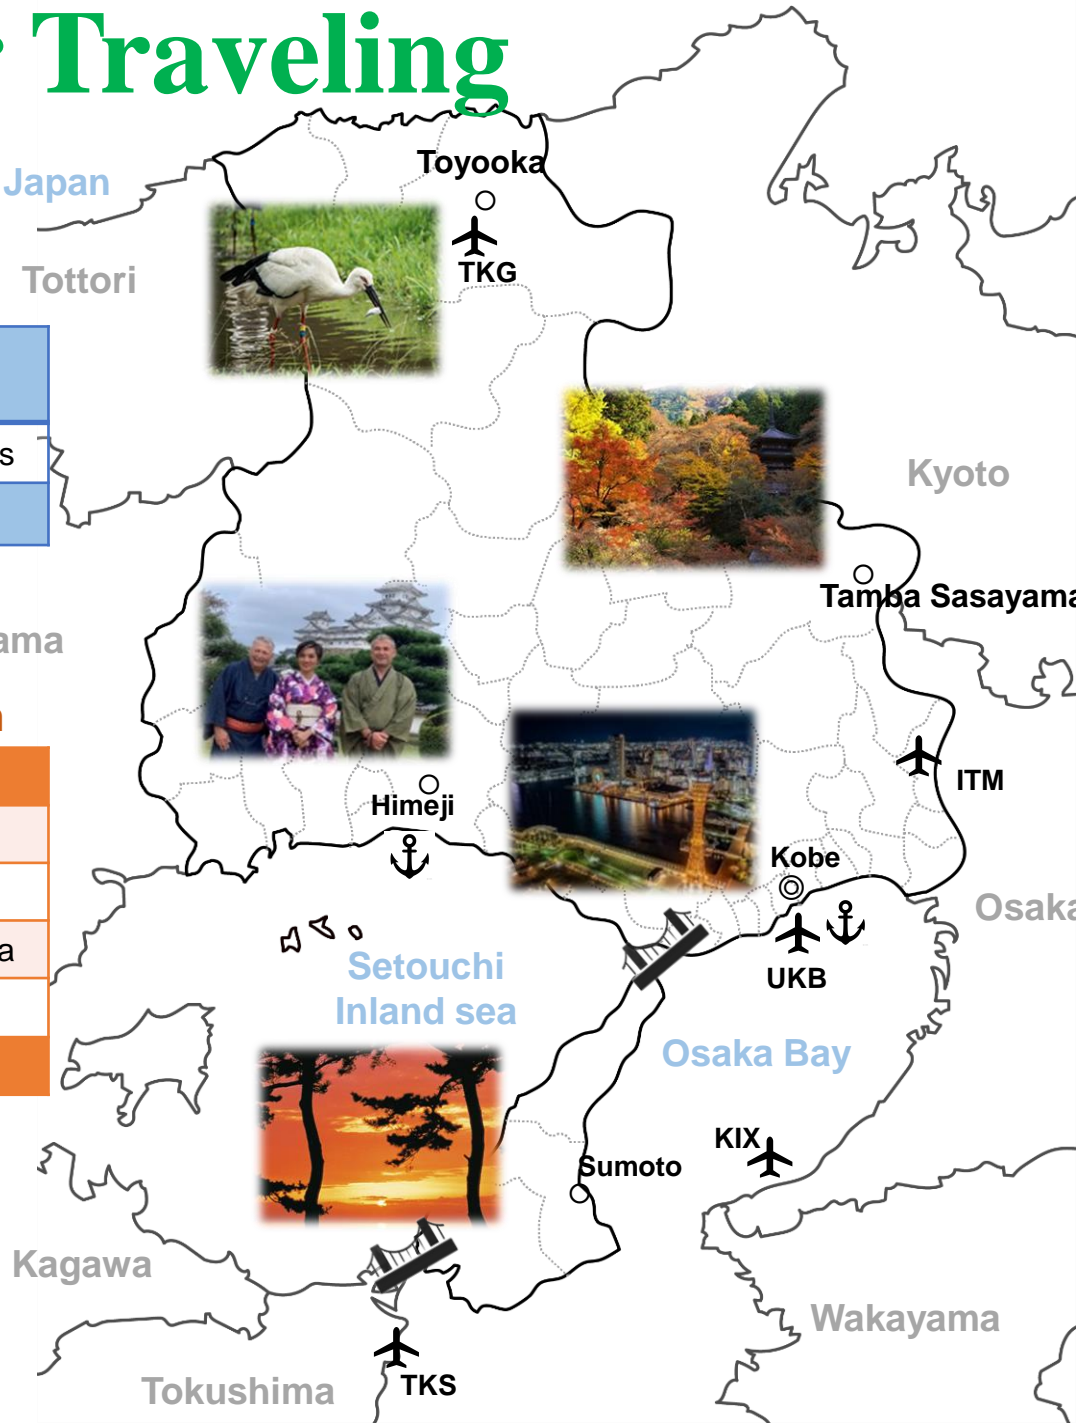 Traveling
Toyooka
Japan
TKG
Tottori
s
Kyoto
Tamba Sasayama
ama
ITM
Himeji
Kobe
Osaka
a
Setouchi
Inland sea
UKB
Osaka Bay
KIX
Sumoto
Kagawa
Wakayama
TKS
Tokushima